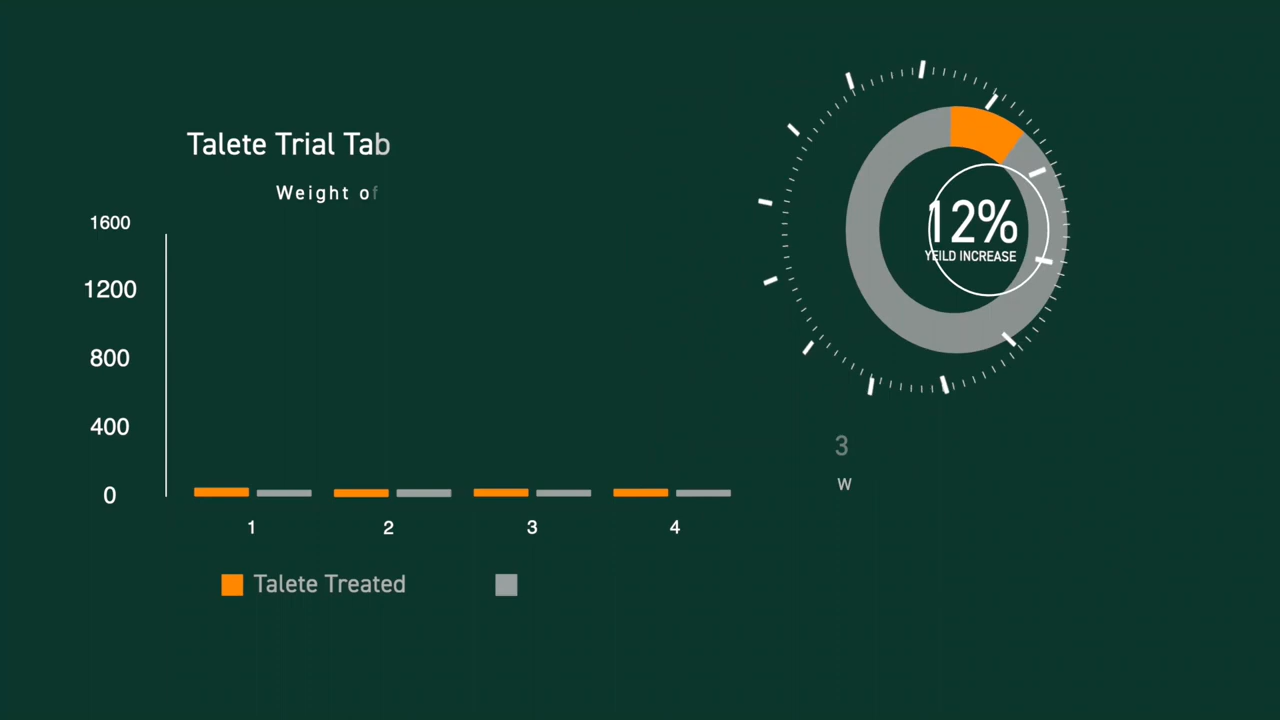 Talete Trial Tab
Weight of
1600
1200
800
400
0
1
2
3
4
Talete Treated
12%
YEILD INCREASE
3
W